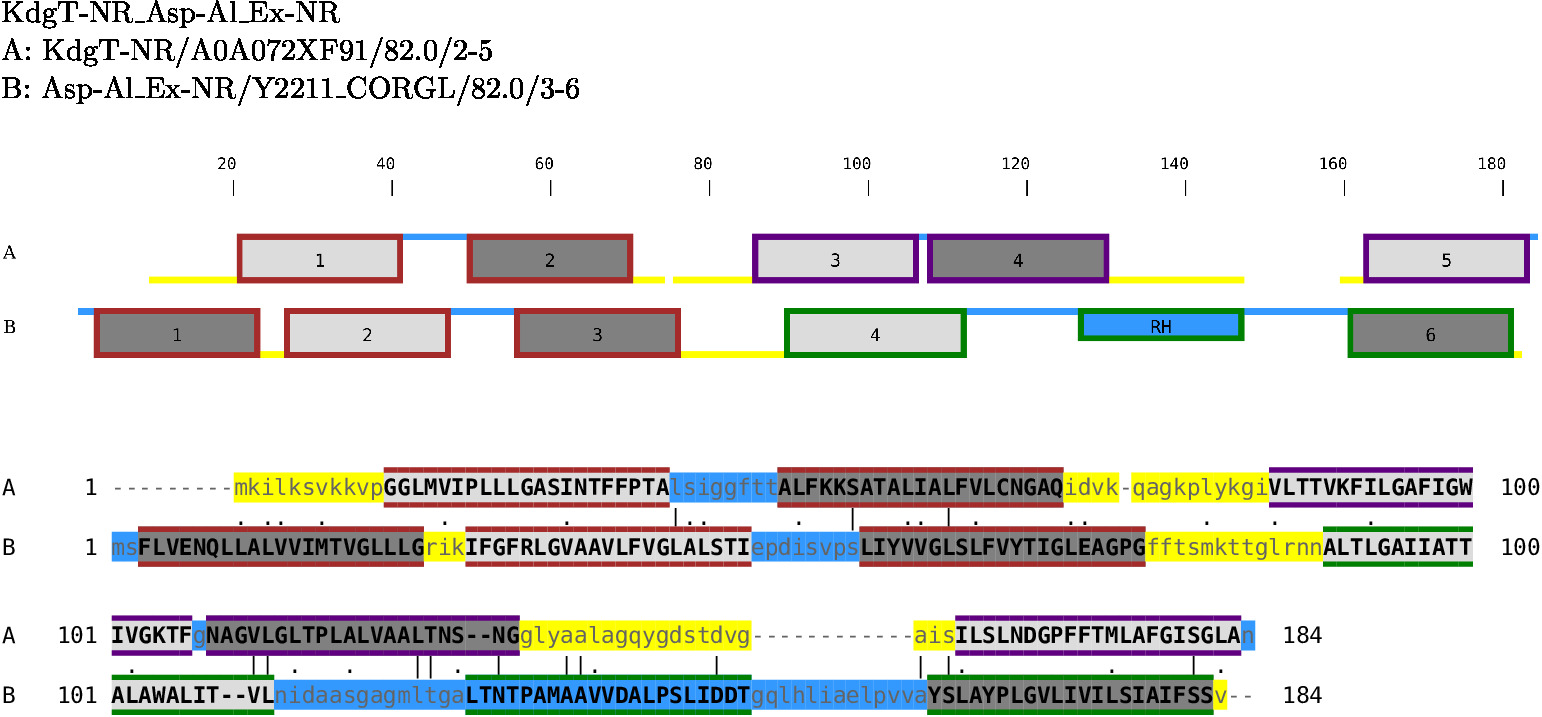 KdgT-NR_Asp-Al_Ex-NR
A: KdgT-NR/A0A072XF91/82.0/2-5
B: Asp-Al_Ex-NR/Y2211_CORGL/82.0/3-6
20 40 60 80 100 120 140 160 180
A 1 2 3 4 5
B 1 2 3 4 RH 6
A 1 ---------mkilksvkkvpGGLMVIPLLLGASINTFFPTAlsiggfttALFKKSATALIALFVLCNGAQidvk-qagkplykgiVLTTVKFILGAFIGW 100
B 1 msFLVENQLLALVVIMTVGLLLGrikIFGFRLGVAAVLFVGLALSTIepdisvpsLIYVVGLSLFVYTIGLEAGPGfftsmkttglrnnALTLGAIIATT 100
A 101 IVGKTFgNAGVLGLTPLALVAALTNS--NGglyaalagqygdstdvg------------aisILSLNDGPFFTMLAFGISGLAn 184
B 101 ALAWALIT--VLnidaasgagmltgaLTNTPAMAAVVDALPSLIDDTgqlhliaelpvvaYSLAYPLGVLIVILSIAIFSSv-- 184